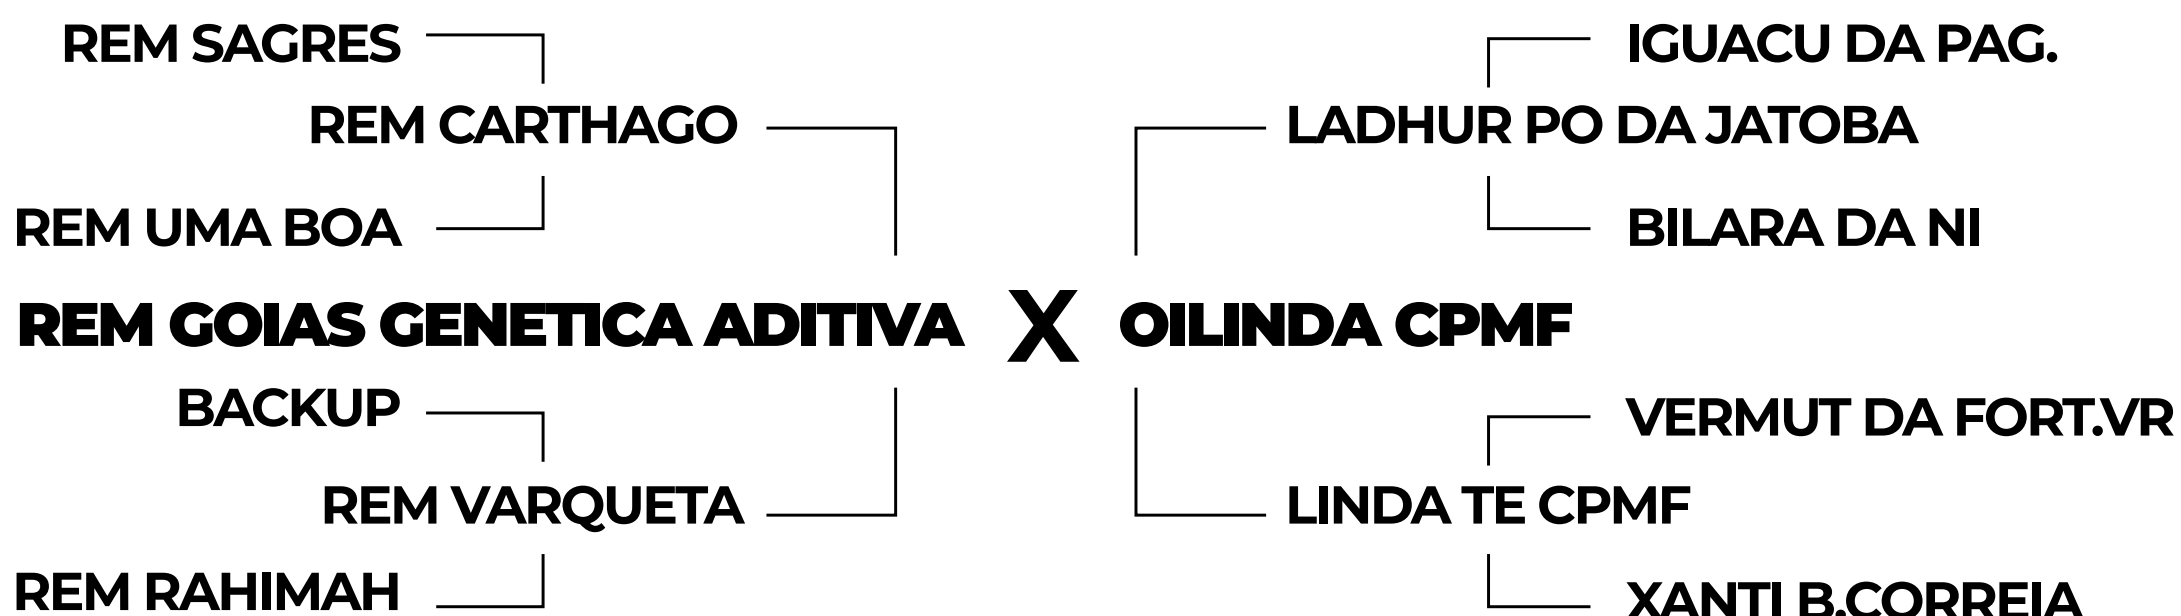 REM SAGRES
IGUACU DA PAG.
REM CARTHAGO
LADHUR PO DA JATOBA
REM UMA BOA
BILARA DA NI
REM GOIAS GENETICA ADITIVA X OILINDA CPMF
BACKUP
VERMUT DA FORT.VR
REM VARQUETA
LINDA TE CPMF
REM RAHIMAH
XANTI B.CORREIA